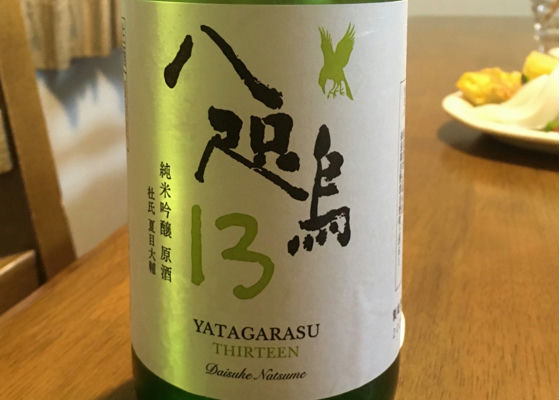 八咫烏
13
純米吟醸 原酒
杜氏 夏目大輔
YATAGARASU
THIRTEEN
Daisuke Natsume